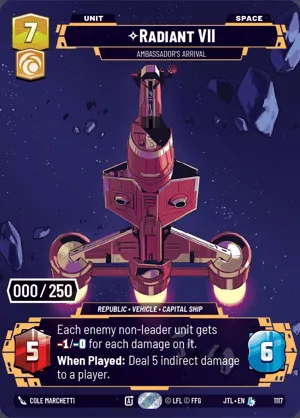 7
UNIT
SPACE
✧RADIANT VII
AMBASSADOR'S ARRIVAL
000/250
REPUBLIC • VEHICLE • CAPITAL SHIP
5
Each enemy non-leader unit gets
-1/-0 for each damage on it.
When Played: Deal 5 indirect damage
to a player.
6
COLE MARCHETTI
© LFL © FFG
JTL • EN
1117